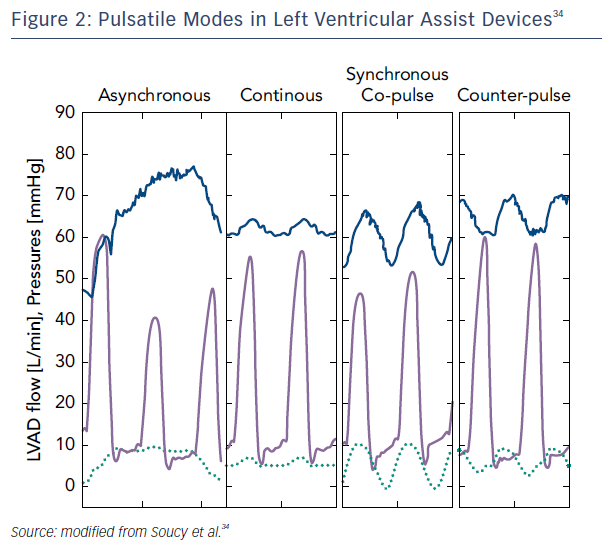 Figure 2: Pulsatile Modes in Left Ventricular Assist Devices34
Asynchronous
Continous
Synchronous
Co-pulse
Counter-pulse
LVAD flow [L/min], Pressures [mmHg]
90
80
70
60
50
40
30
20
10
0
Source: modified from Soucy et al.34